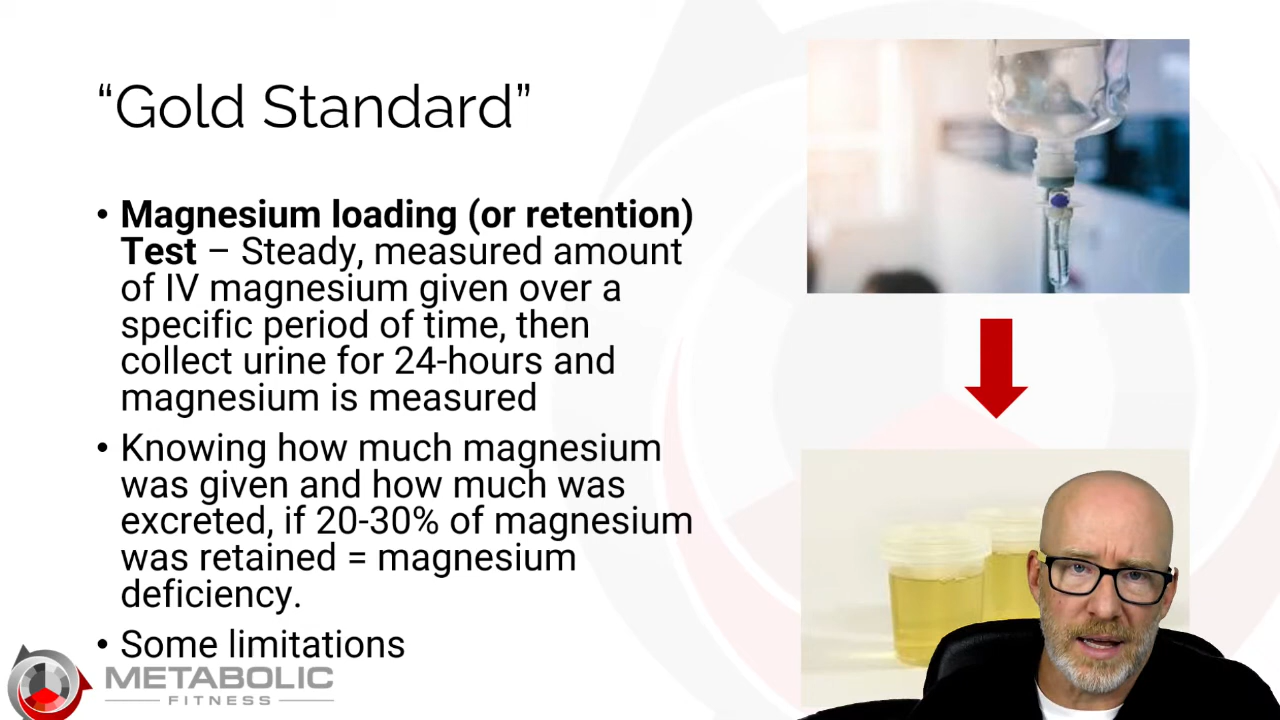 “Gold Standard”
• Magnesium loading (or retention)
Test – Steady, measured amount
of IV magnesium given over a
specific period of time, then
collect urine for 24-hours and
magnesium is measured
• Knowing how much magnesium
was given and how much was
excreted, if 20-30% of magnesium
was retained = magnesium
deficiency.
• Some limitations
METABOLIC
FITNESS